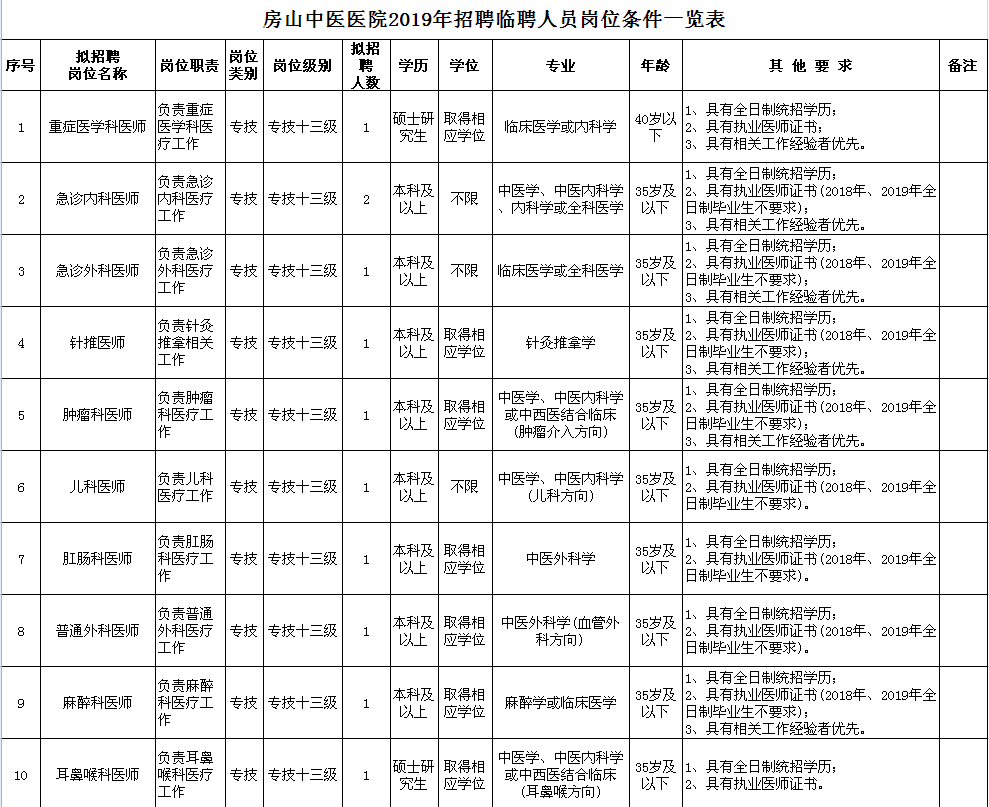 房山中医医院2019年招聘临聘人员岗位条件一览表
序号 拟招聘岗位名称 岗位职责 岗位类别 岗位级别 拟招聘人数 学历 学位 专业 年龄 其 他 要 求 备注
1 重症医学科医师 负责重症医学科医疗工作 专技 专技十三级 1 硕士研究生 取得相应学位 临床医学或内科学 40岁以下 1、具有全日制统招学历；
2、具有执业医师证书；
3、具有相关工作经验者优先。
2 急诊内科医师 负责急诊内科医疗工作 专技 专技十三级 2 本科及以上 不限 中医学、中医内科学、内科学或全科医学 35岁及以下 1、具有全日制统招学历；
2、具有执业医师证书(2018年、2019年全日制毕业生不要求)；
3、具有相关工作经验者优先。
3 急诊外科医师 负责急诊外科医疗工作 专技 专技十三级 1 本科及以上 不限 临床医学或全科医学 35岁及以下 1、具有全日制统招学历；
2、具有执业医师证书(2018年、2019年全日制毕业生不要求)；
3、具有相关工作经验者优先。
4 针推医师 负责针灸推拿相关工作 专技 专技十三级 1 本科及以上 取得相应学位 针灸推拿学 35岁及以下 1、具有全日制统招学历；
2、具有执业医师证书(2018年、2019年全日制毕业生不要求)；
3、具有相关工作经验者优先。
5 肿瘤科医师 负责肿瘤科医疗工作 专技 专技十三级 1 本科及以上 取得相应学位 中医学、中医内科学或中西医结合临床(肿瘤介入方向) 35岁及以下 1、具有全日制统招学历；
2、具有执业医师证书(2018年、2019年全日制毕业生不要求)；
3、具有相关工作经验者优先。
6 儿科医师 负责儿科医疗工作 专技 专技十三级 1 本科及以上 不限 中医学、中医内科学(儿科方向) 35岁及以下 1、具有全日制统招学历；
2、具有执业医师证书(2018年、2019年全日制毕业生不要求)。
7 肛肠科医师 负责肛肠科医疗工作 专技 专技十三级 1 本科及以上 取得相应学位 中医外科学 35岁及以下 1、具有全日制统招学历；
2、具有执业医师证书(2018年、2019年全日制毕业生不要求)。
8 普通外科医师 负责普通外科医疗工作 专技 专技十三级 1 本科及以上 取得相应学位 中医外科学(血管外科方向) 35岁及以下 1、具有全日制统招学历；
2、具有执业医师证书(2018年、2019年全日制毕业生不要求)。
9 麻醉科医师 负责麻醉科医疗工作 专技 专技十三级 1 本科及以上 取得相应学位 麻醉学或临床医学 35岁及以下 1、具有全日制统招学历；
2、具有执业医师证书(2018年、2019年全日制毕业生不要求)；
3、具有相关工作经验者优先。
10 耳鼻喉科医师 负责耳鼻喉科医疗工作 专技 专技十三级 1 硕士研究生 取得相应学位 中医学、中医内科学或中西医结合临床(耳鼻喉方向) 35岁及以下 1、具有全日制统招学历；
2、具有执业医师证书。